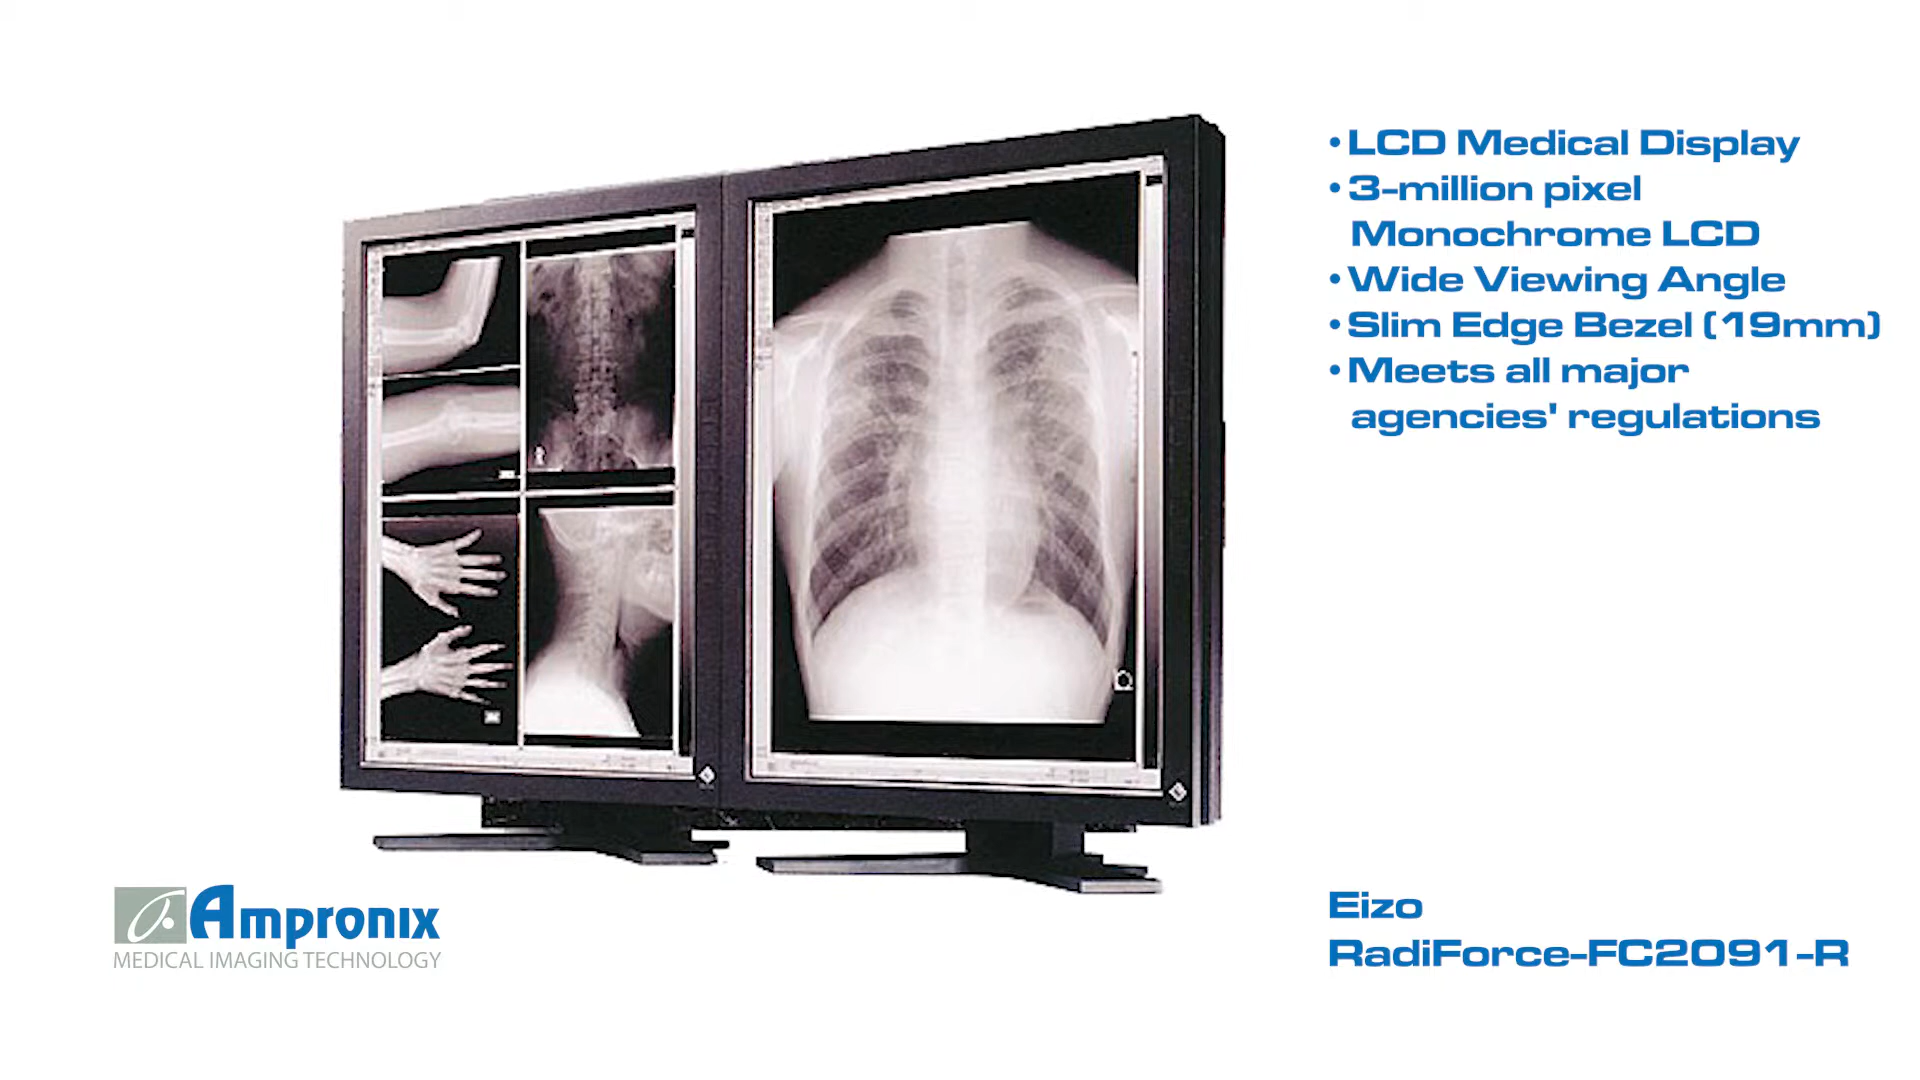 • LCD Medical Display
• 3-million pixel
Monochrome LCD
• Wide Viewing Angle
• Slim Edge Bezel (19mm)
• Meets all major
agencies' regulations
Ampronix
MEDICAL IMAGING TECHNOLOGY
Eizo
RadiForce-FC2091-R